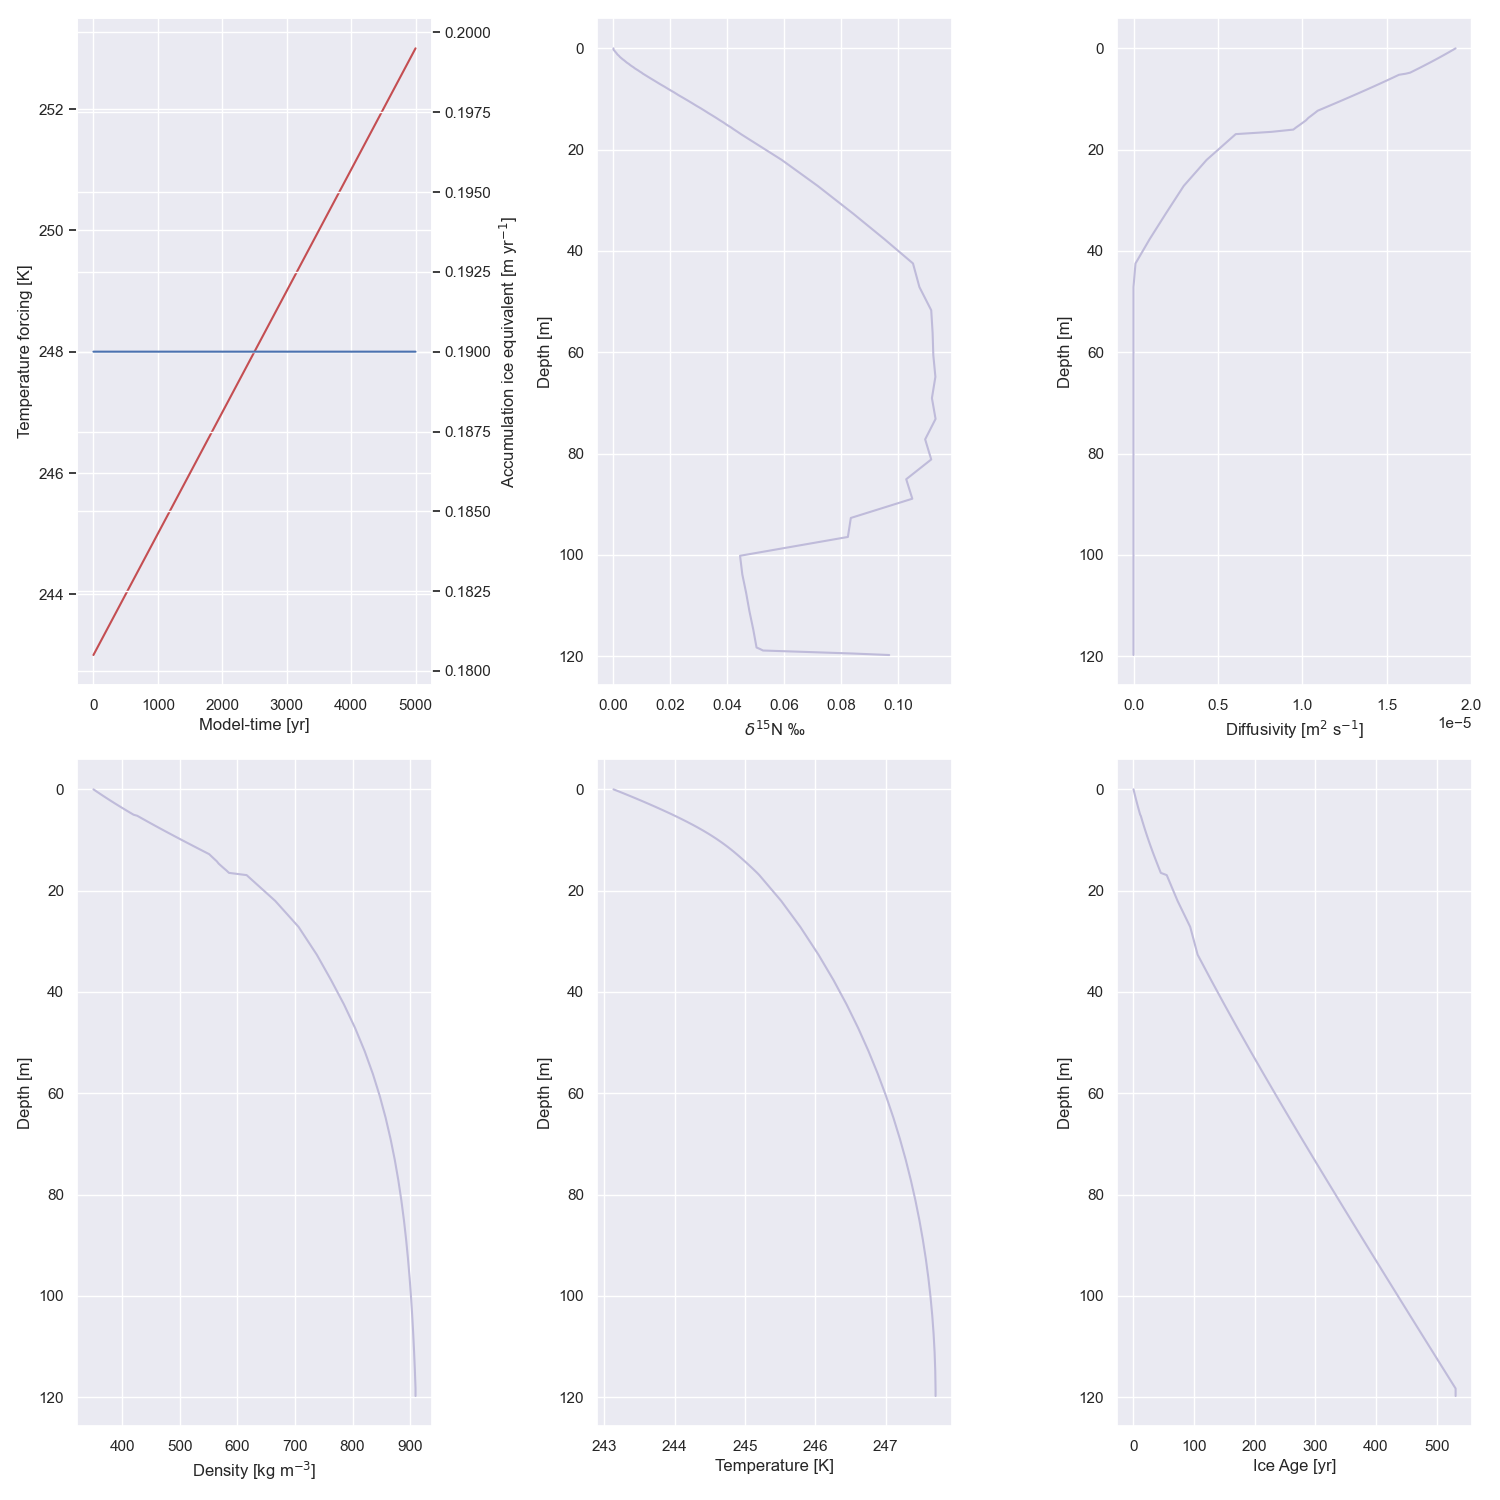 252
250
248
246
244
Temperature forcing [K]
0 1000 2000 3000 4000 5000
Model-time [yr]
0.2000
0.1975
0.1950
0.1925
0.1900
0.1875
0.1850
0.1825
0.1800
Accumulation ice equivalent [m yr⁻¹]
0
20
40
60
80
100
120
Depth [m]
0.00 0.02 0.04 0.06 0.08 0.10
δ¹⁵N ‰
0
20
40
60
80
100
120
Depth [m]
0.0 0.5 1.0 1.5 2.0
1e−5
Diffusivity [m² s⁻¹]
0
20
40
60
80
100
120
Depth [m]
400 500 600 700 800 900
Density [kg m⁻³]
0
20
40
60
80
100
120
Depth [m]
243 244 245 246 247
Temperature [K]
0
20
40
60
80
100
120
Depth [m]
0 100 200 300 400 500
Ice Age [yr]